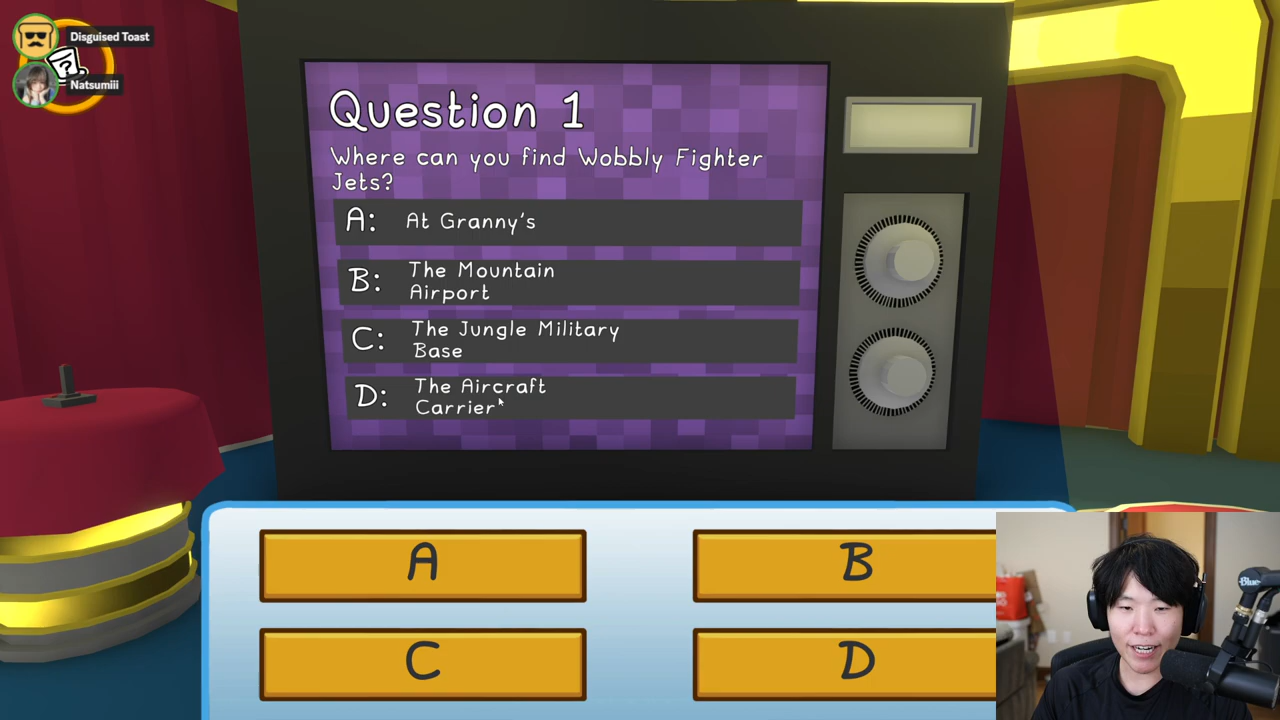 Disguised Toast
?
Natsumiii
Question 1
Where can you find Wobbly Fighter
Jets?
A: At Granny's
B: The Mountain
Airport
C: The Jungle Military
Base
D: The Aircraft
Carrier
A
B
C
D
Blue